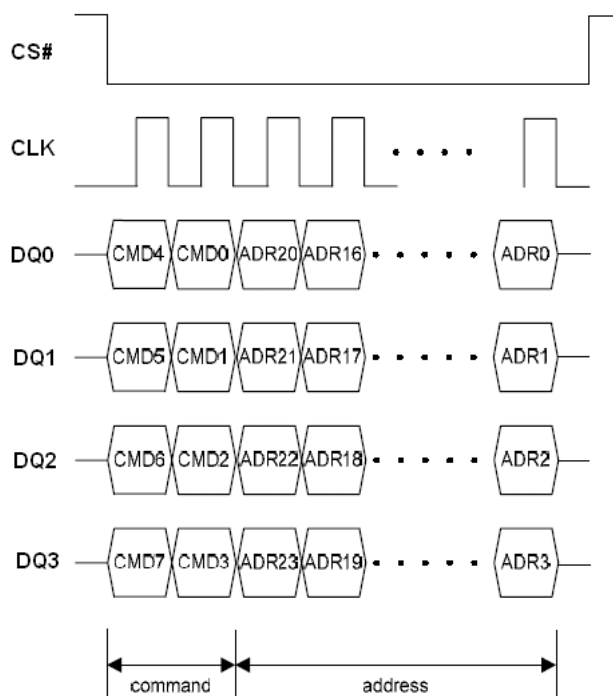 CS#
CLK
DQ0 CMD4 CMD0 ADR20 ADR16 ADR0
DQ1 CMD5 CMD1 ADR21 ADR17 ADR1
DQ2 CMD6 CMD2 ADR22 ADR18 ADR2
DQ3 CMD7 CMD3 ADR23 ADR19 ADR3
command address